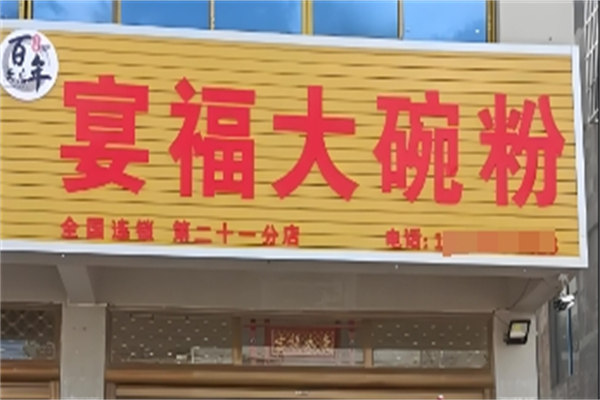 百年
宴福大碗粉
全国连锁 第二十一分店
电话:1